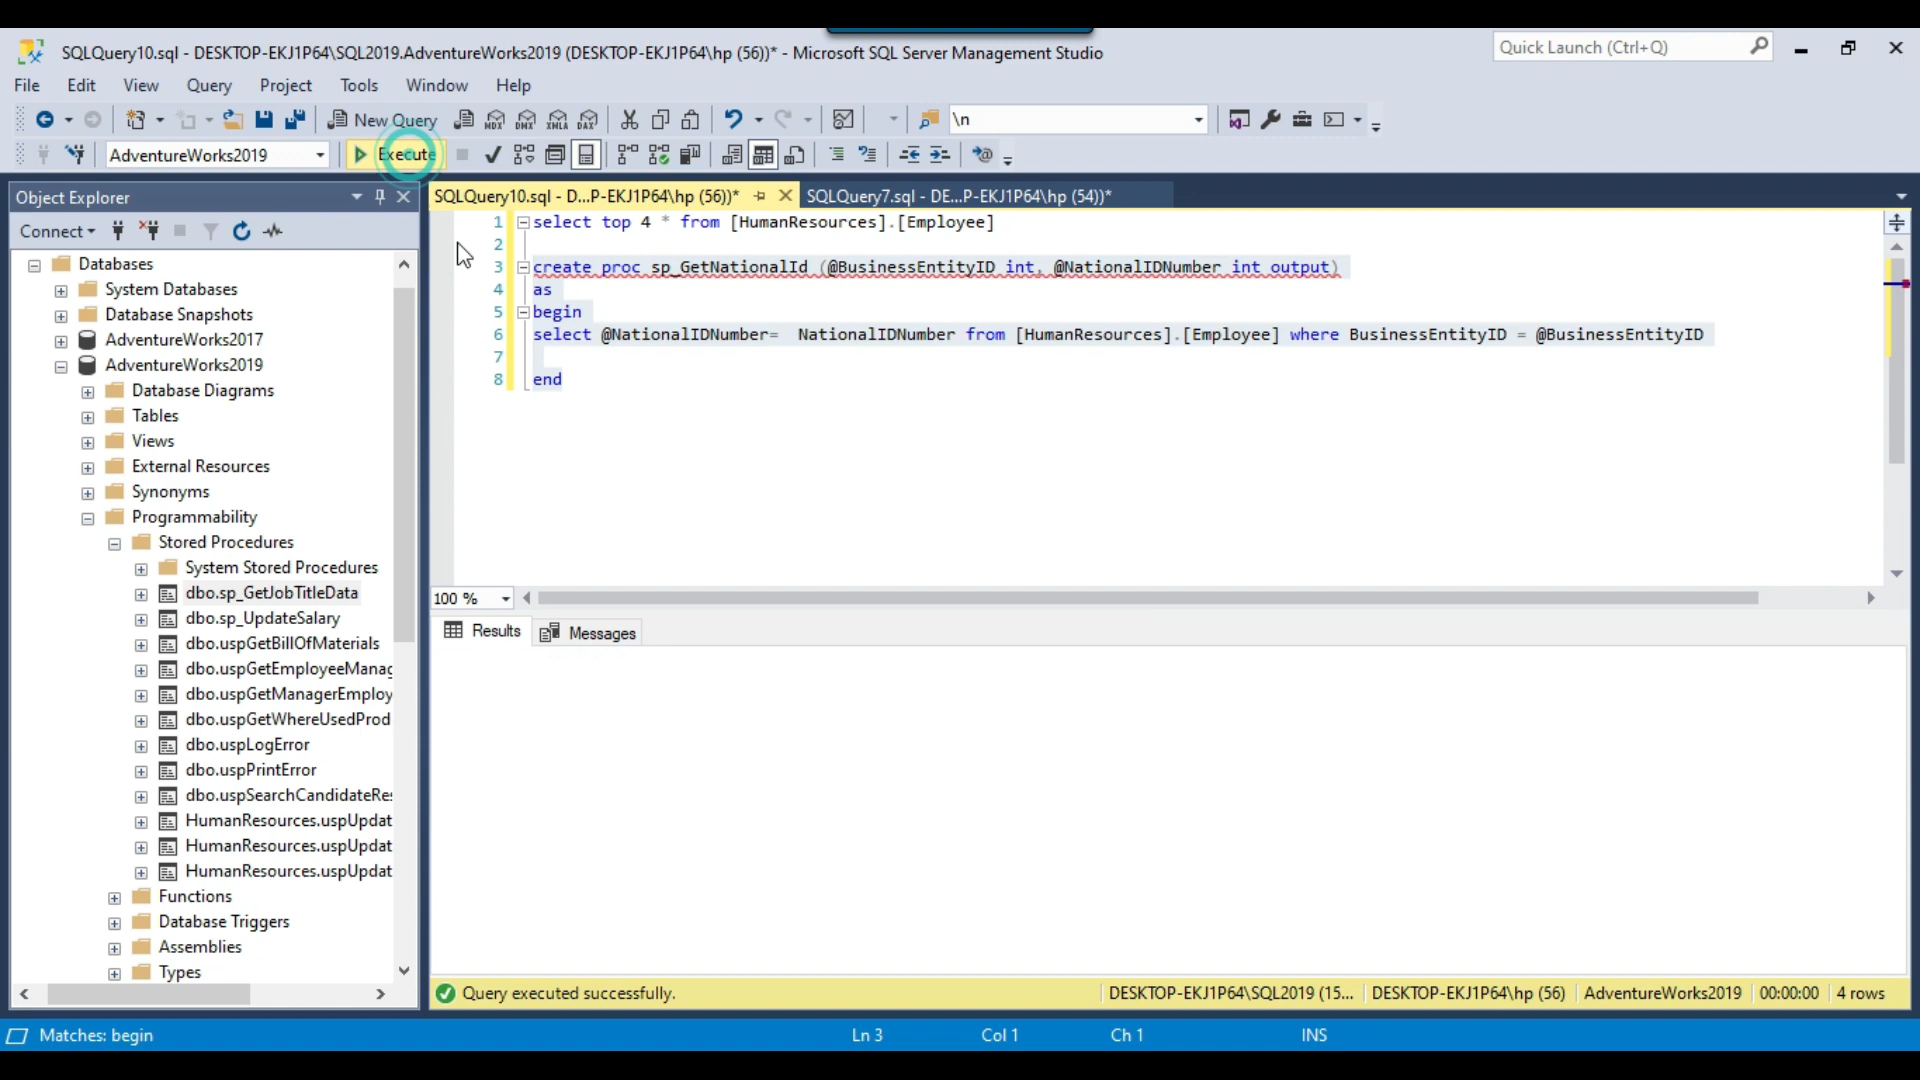 SQLQuery10.sql - DESKTOP-EKJ1P64\SQL2019.AdventureWorks2019 (DESKTOP-EKJ1P64\hp (56))* - Microsoft SQL Server Management Studio
Quick Launch (Ctrl+Q)
File Edit View Query Project Tools Window Help
New Query MDX DMX XMLA DAX \n
AdventureWorks2019 Execute
Object Explorer
SQLQuery10.sql - D...P-EKJ1P64\hp (56))* SQLQuery7.sql - DE...P-EKJ1P64\hp (54))*
Connect
Databases
System Databases
Database Snapshots
AdventureWorks2017
AdventureWorks2019
Database Diagrams
Tables
Views
External Resources
Synonyms
Programmability
Stored Procedures
System Stored Procedures
dbo.sp_GetJobTitleData
dbo.sp_UpdateSalary
dbo.uspGetBillOfMaterials
dbo.uspGetEmployeeManag
dbo.uspGetManagerEmploy
dbo.uspGetWhereUsedProd
dbo.uspLogError
dbo.uspPrintError
dbo.uspSearchCandidateRes
HumanResources.uspUpdat
HumanResources.uspUpdat
HumanResources.uspUpdat
Functions
Database Triggers
Assemblies
Types
1 select top 4 * from [HumanResources].[Employee]
2
3 create proc sp_GetNationalId (@BusinessEntityID int, @NationalIDNumber int output)
4 as
5 begin
6 select @NationalIDNumber=  NationalIDNumber from [HumanResources].[Employee] where BusinessEntityID = @BusinessEntityID
7
8 end
100 %
Results Messages
Query executed successfully. DESKTOP-EKJ1P64\SQL2019 (15... DESKTOP-EKJ1P64\hp (56) AdventureWorks2019 00:00:00 4 rows
Matches: begin Ln 3 Col 1 Ch 1 INS